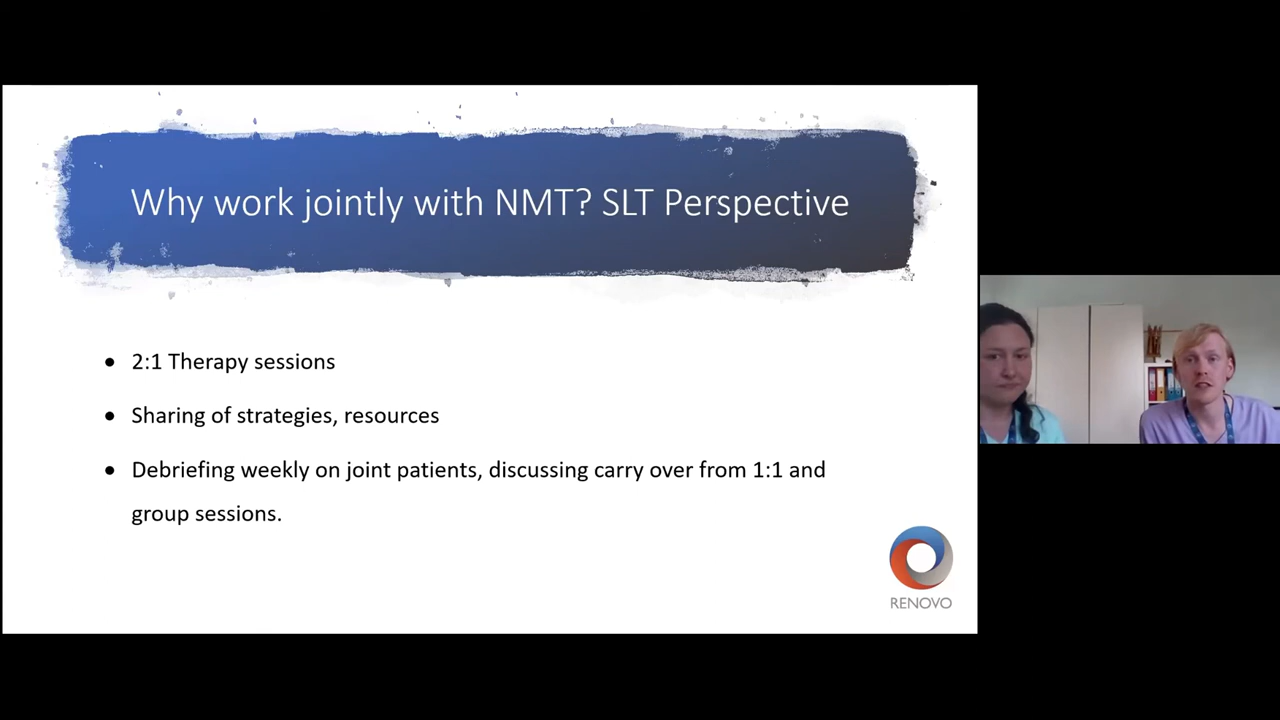 Why work jointly with NMT? SLT Perspective
● 2:1 Therapy sessions
● Sharing of strategies, resources
● Debriefing weekly on joint patients, discussing carry over from 1:1 and
group sessions.
RENOVO